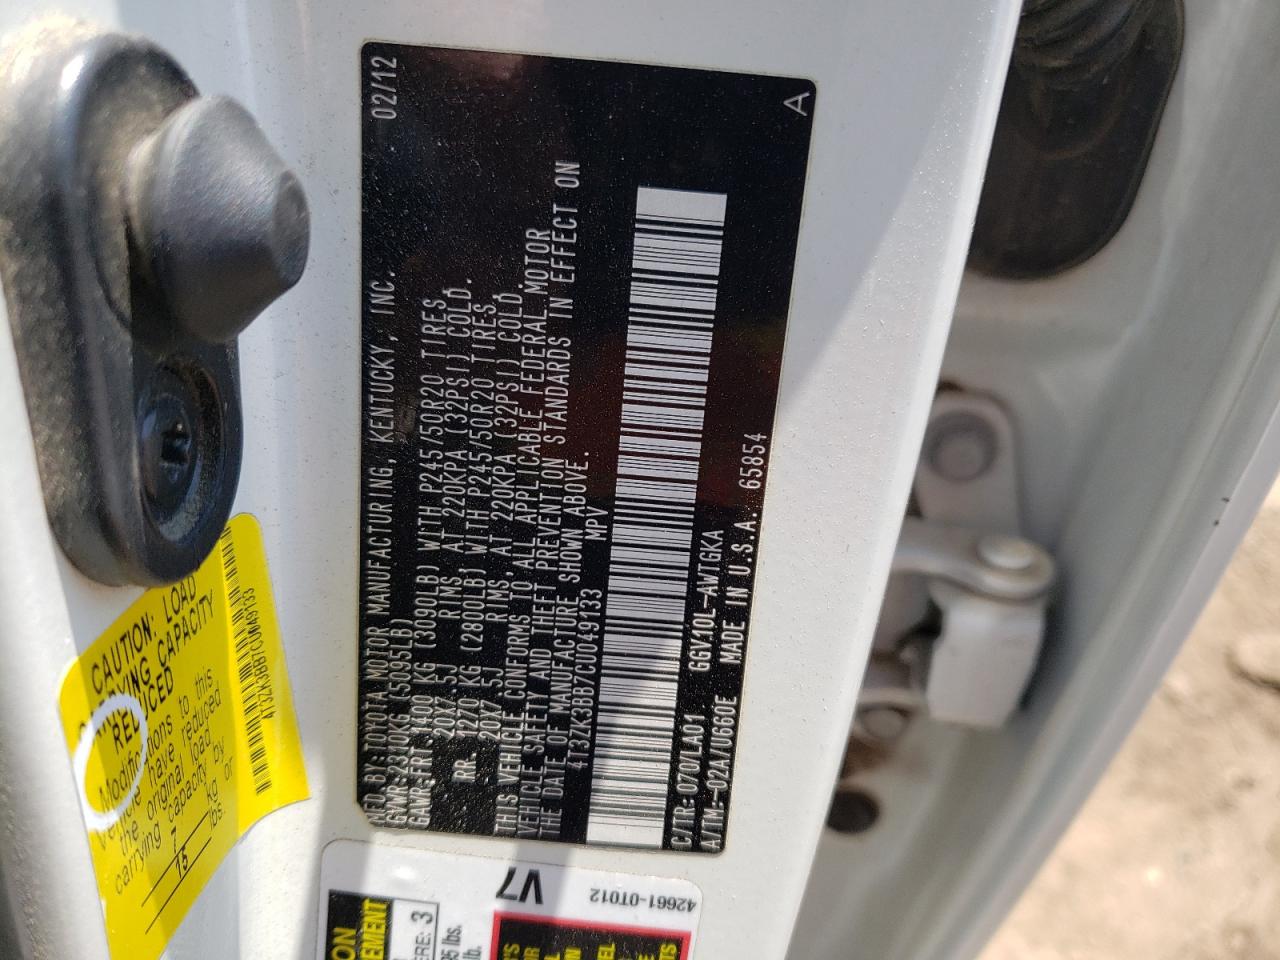 MFD. BY: TOYOTA MOTOR MANUFACTURING, KENTUCKY, INC. 02/12
GVWR 2310KG (5095LB)
GAWR FRT. 1400 KG (3090LB) WITH P245/50R20 TIRES,
20X7.5J RIMS, AT 220KPA (32PSI) COLD.
RR. 1270 KG (2800LB) WITH P245/50R20 TIRES,
20X7.5J RIMS, AT 220KPA (32PSI) COLD.
THIS VEHICLE CONFORMS TO ALL APPLICABLE FEDERAL MOTOR
VEHICLE SAFETY AND THEFT PREVENTION STANDARDS IN EFFECT ON
THE DATE OF MANUFACTURE SHOWN ABOVE.
4T3ZK3BB7CU049133 MPV
C/TR: 070/LA01 GGV10L-AWTGKA
A/TM: -02A/U660E MADE IN U.S.A. 65854
A
CAUTION: LOAD
CARRYING CAPACITY
REDUCED
Modifications to this
vehicle have reduced
the original load
carrying capacity by
7 kg or
15 lbs.
4T3ZK3BB7CU049133
V7
42661-0T012
3